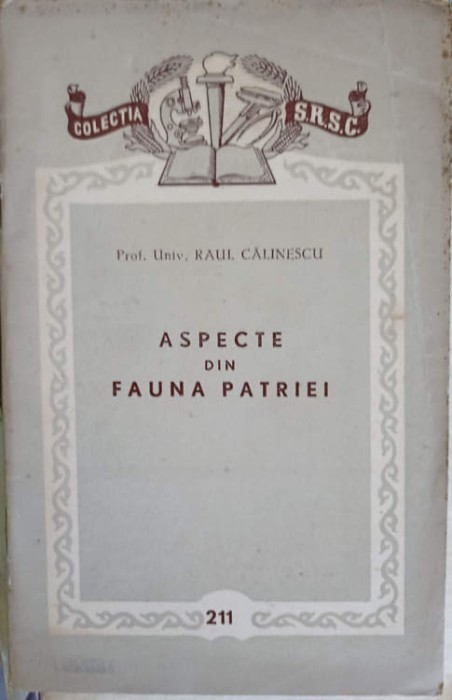 COLECTIA S.R.S.C.
Prof. Univ. RAUL CĂLINESCU
ASPECTE
DIN
FAUNA PATRIEI
211